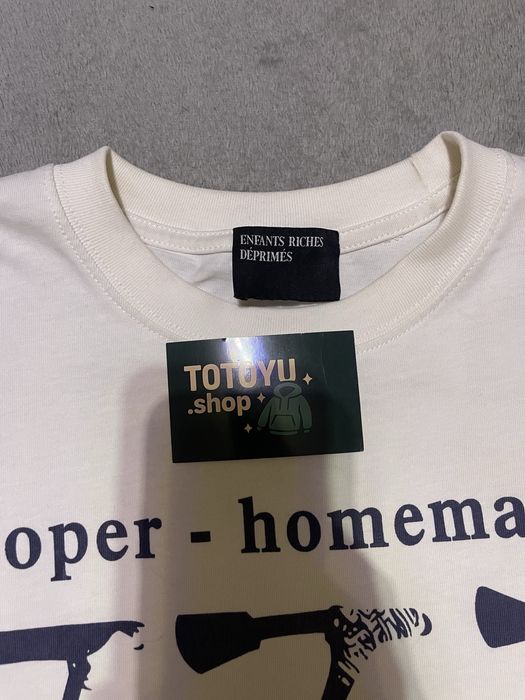 ENFANTS RICHES
DÉPRIMÉS
TOTOYU
.shop
oper - homema